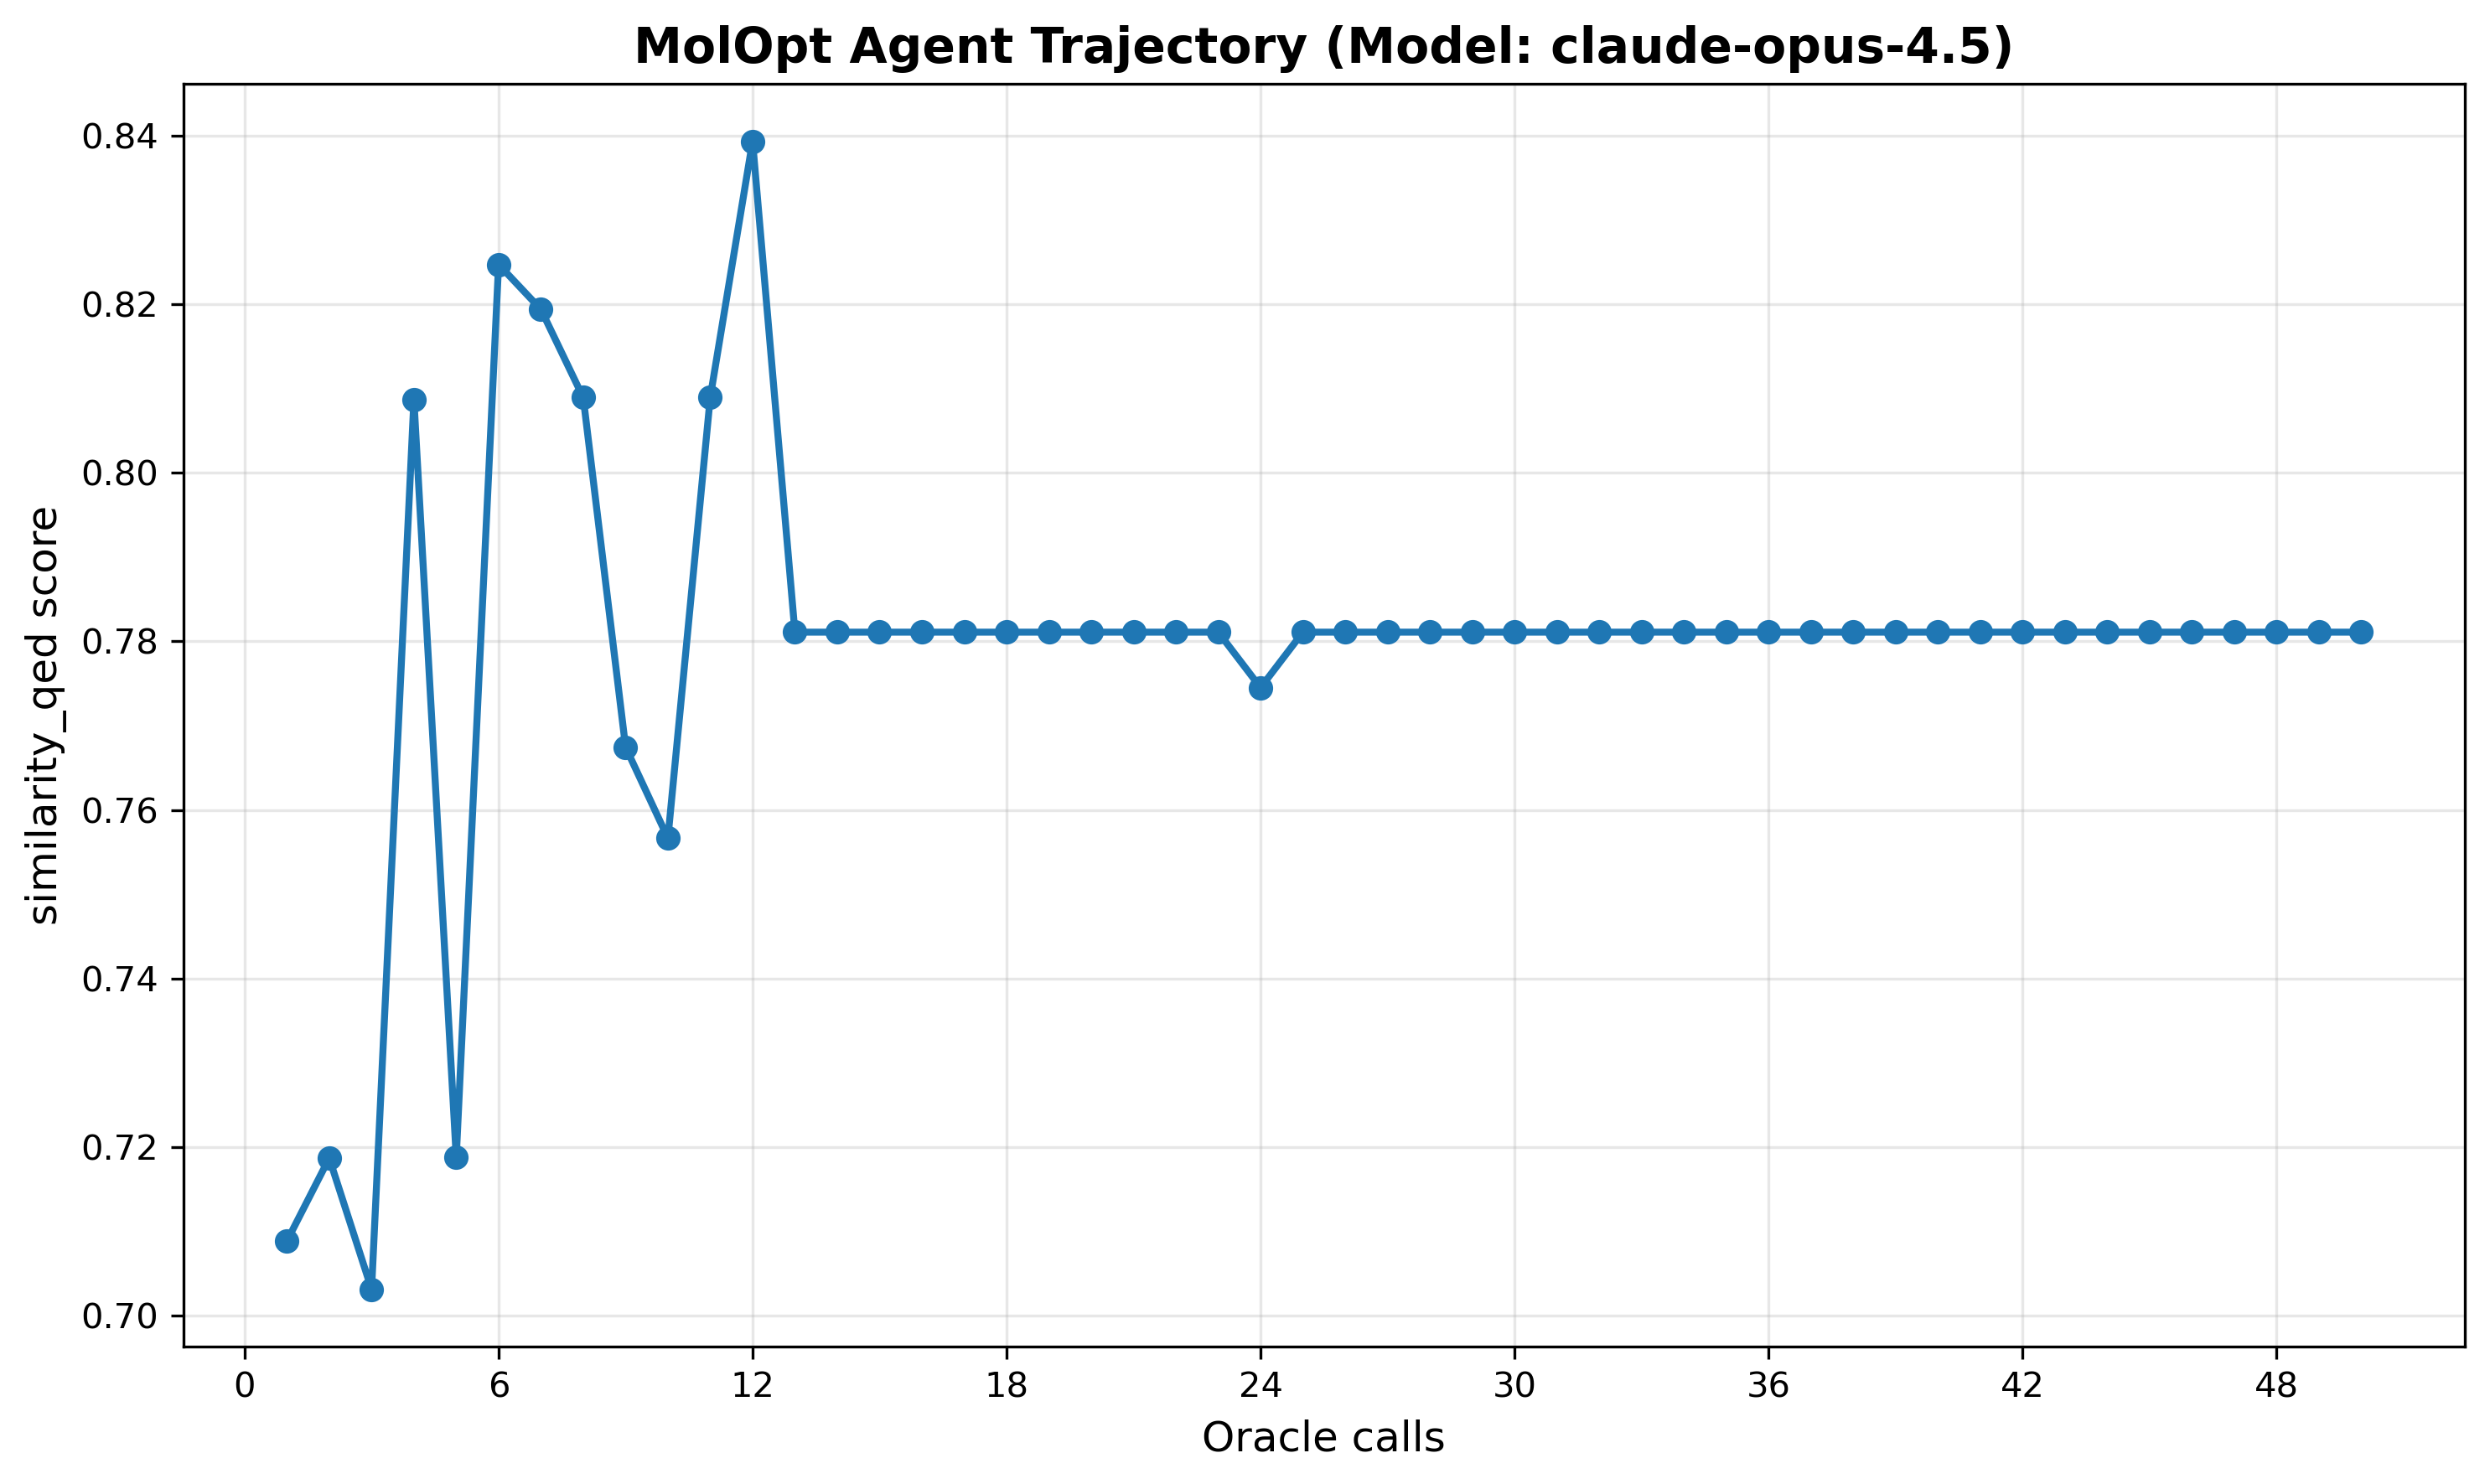 MolOpt Agent Trajectory (Model: claude-opus-4.5)
similarity_qed score
0.84
0.82
0.80
0.78
0.76
0.74
0.72
0.70
0 6 12 18 24 30 36 42 48
Oracle calls